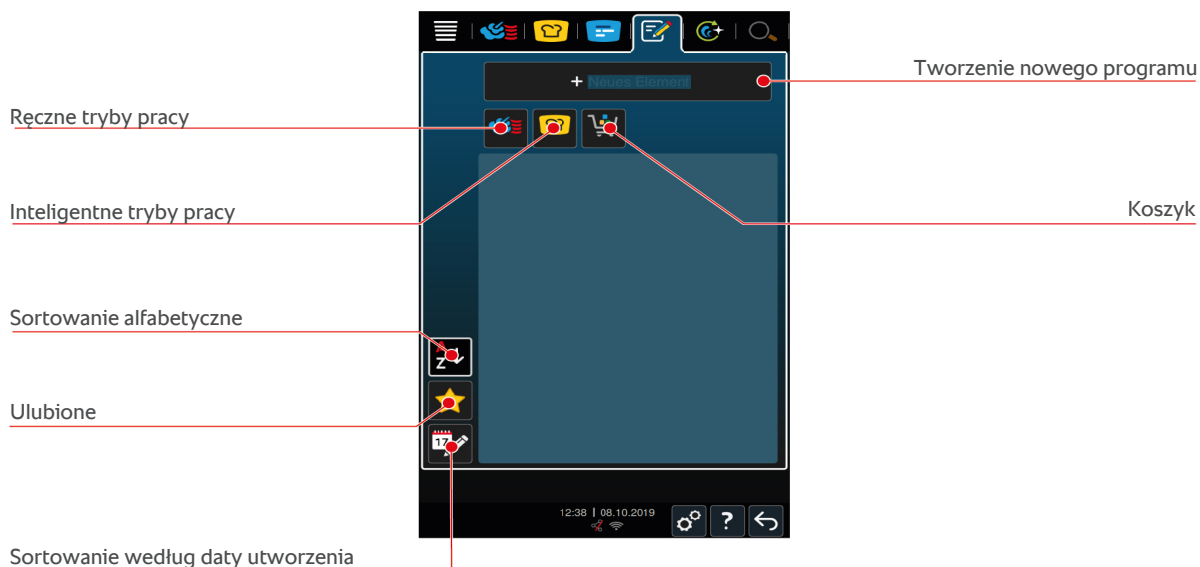 Tworzenie nowego programu
+ Neues Element
Ręczne tryby pracy
Inteligentne tryby pracy
Koszyk
Sortowanie alfabetyczne
A
Z
Ulubione
17
12:38 | 08.10.2019
?
Sortowanie według daty utworzenia